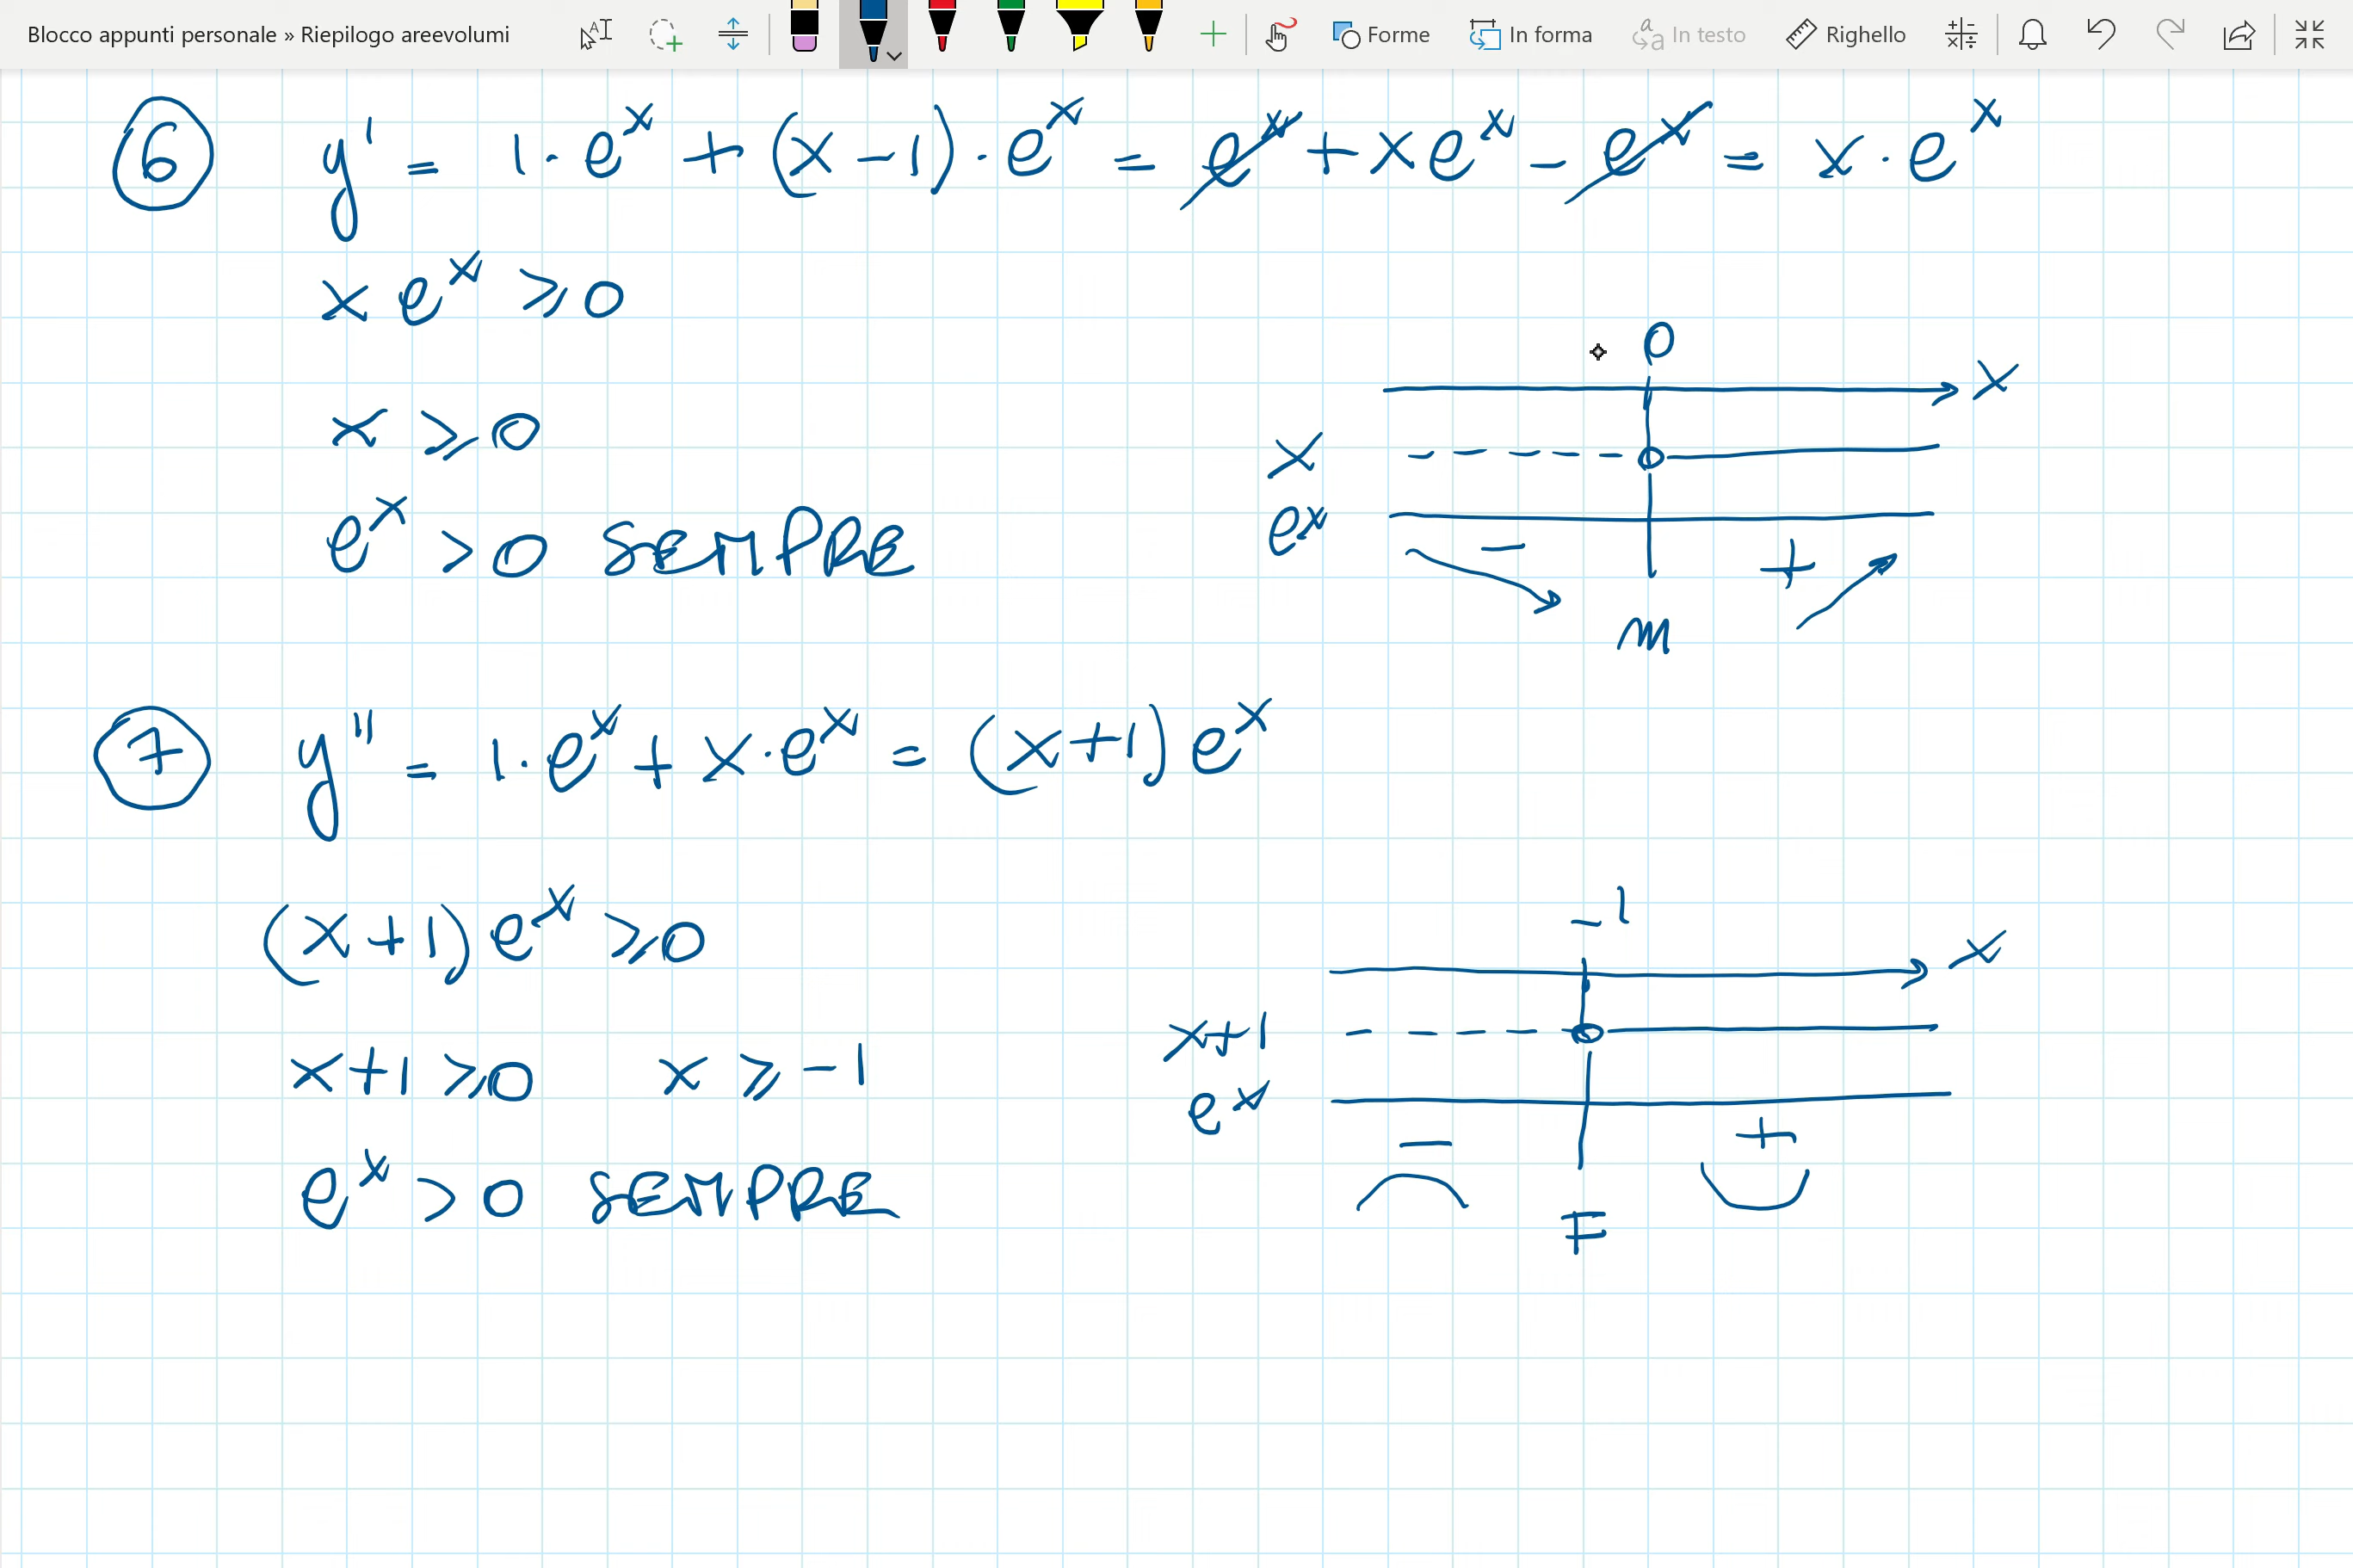 Blocco appunti personale » Riepilogo areevolumi Forme In forma In testo Righello
6 y' = 1 · e^x + (x - 1) · e^x = e^x + xe^x - e^x = x · e^x
x e^x ⩾ 0
0
x
x ⩾ 0
x
e^x > 0 SEMPRE
e^x
- +
m
7 y'' = 1 · e^x + x · e^x = (x+1) e^x
(x+1) e^x ⩾ 0
-1
x
x+1 ⩾ 0 x ⩾ -1
x+1
e^x
- +
e^x > 0 SEMPRE
F